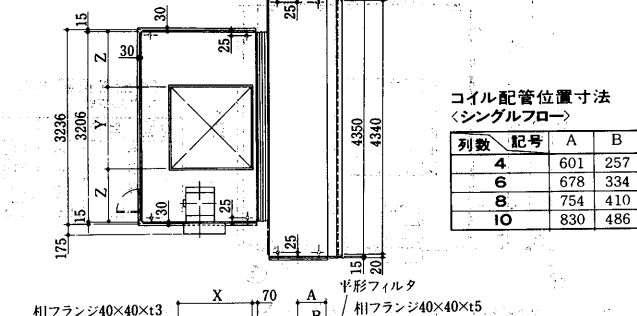 15
30
25
30
Z
Y
Z
3236
3206
15
175
30
25
25
25
4350
4340
15
20
コイル配管位置寸法
〈シングルフロー〉
列数 記号 A B
4 601 257
6 678 334
8 754 410
10 830 486
平形フィルタ
相フランジ40×40×t3
X
70
A
B
相フランジ40×40×t5